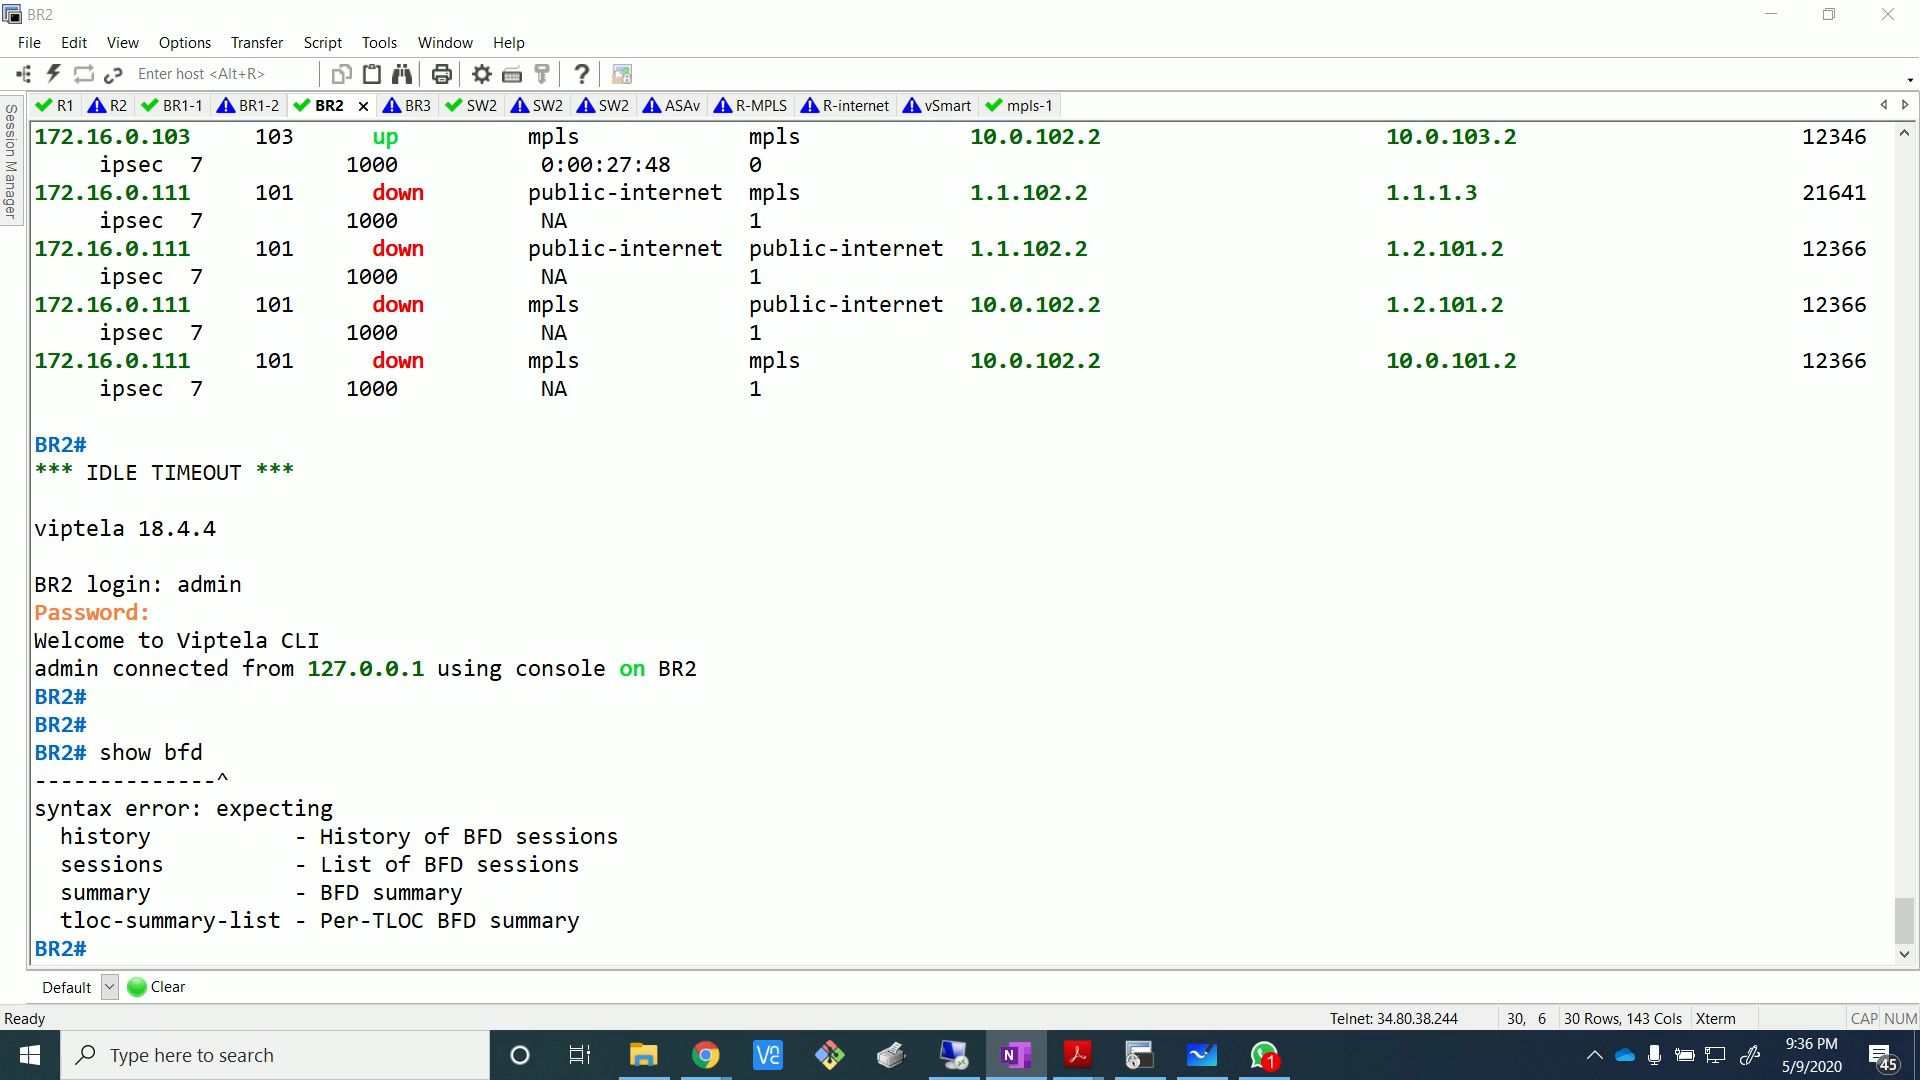 BR2
File Edit View Options Transfer Script Tools Window Help
Enter host <Alt+R>
R1 R2 BR1-1 BR1-2 BR2 BR3 SW2 SW2 SW2 ASAv R-MPLS R-internet vSmart mpls-1
Session Manager
172.16.0.103 103 up mpls mpls 10.0.102.2 10.0.103.2 12346
ipsec 7 1000 0:00:27:48 0
172.16.0.111 101 down public-internet mpls 1.1.102.2 1.1.1.3 21641
ipsec 7 1000 NA 1
172.16.0.111 101 down public-internet public-internet 1.1.102.2 1.2.101.2 12366
ipsec 7 1000 NA 1
172.16.0.111 101 down mpls public-internet 10.0.102.2 1.2.101.2 12366
ipsec 7 1000 NA 1
172.16.0.111 101 down mpls mpls 10.0.102.2 10.0.101.2 12366
ipsec 7 1000 NA 1
BR2#
*** IDLE TIMEOUT ***
viptela 18.4.4
BR2 login: admin
Password:
Welcome to Viptela CLI
admin connected from 127.0.0.1 using console on BR2
BR2#
BR2#
BR2# show bfd
--------------^
syntax error: expecting
history - History of BFD sessions
sessions - List of BFD sessions
summary - BFD summary
tloc-summary-list - Per-TLOC BFD summary
BR2#
Default Clear
Ready Telnet: 34.80.38.244 30, 6 30 Rows, 143 Cols Xterm CAP NUM
Type here to search
9:36 PM
5/9/2020
45
1